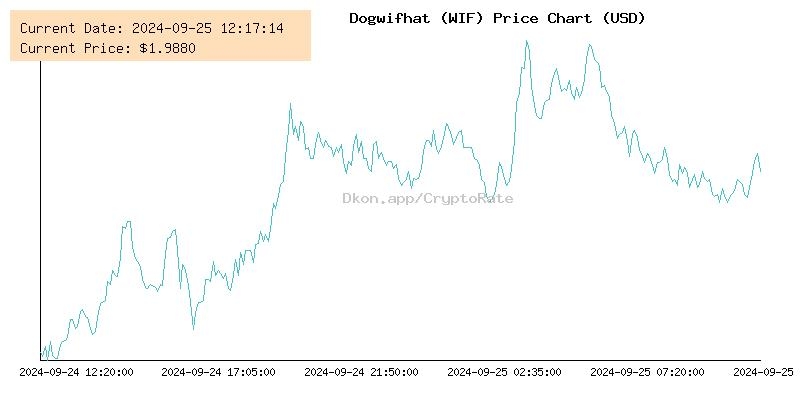 Dogwifhat (WIF) Price Chart (USD)
Current Date: 2024-09-25 12:17:14
Current Price: $1.9880
Dkon.app/CryptoRate
2024-09-24 12:20:00 2024-09-24 17:05:00 2024-09-24 21:50:00 2024-09-25 02:35:00 2024-09-25 07:20:00 2024-09-25